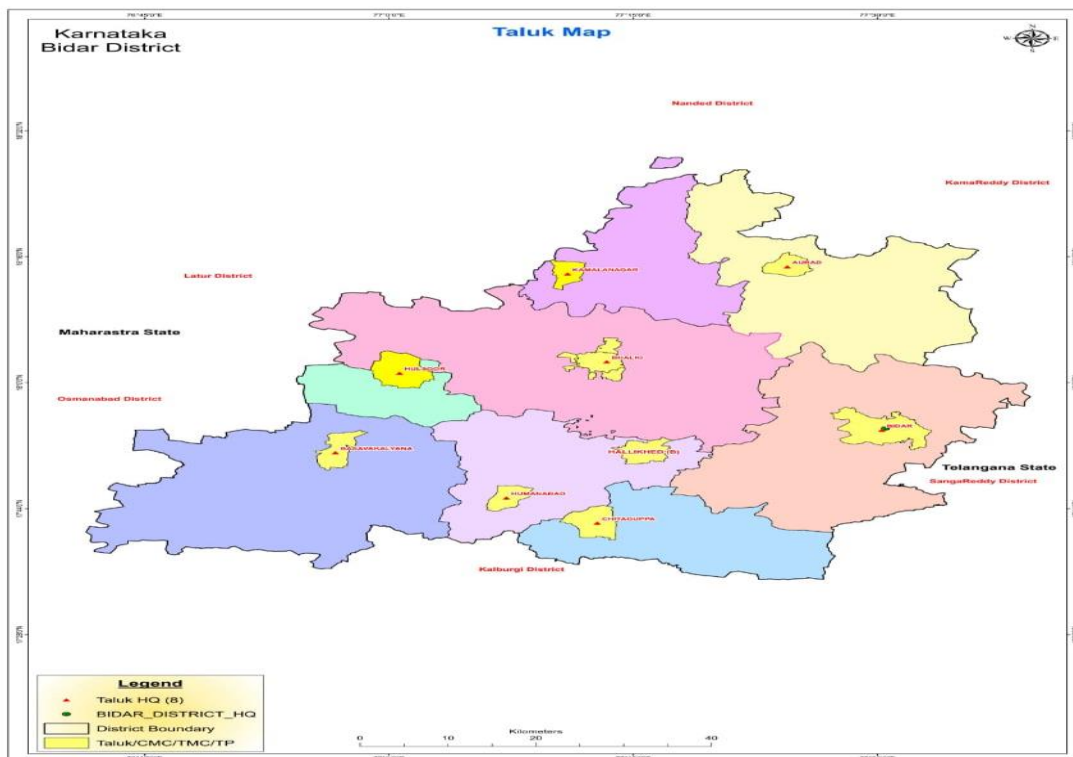 Karnataka
Bidar District
Taluk Map
N
W
E
S
Nanded District
KamaReddy District
Latur District
KAMALANAGAR
AURAD
Maharastra State
HULSOOR
BHALKI
Osmanabad District
BIDAR
BASAVAKALYANA
HALLIKHED (B)
Telangana State
SangaReddy District
HUMANABAD
CHITAGUPPA
Kalburgi District
Legend
Taluk HQ (8)
BIDAR_DISTRICT_HQ
District Boundary
Taluk/CMC/TMC/TP
Kilometers
0 10 20 40